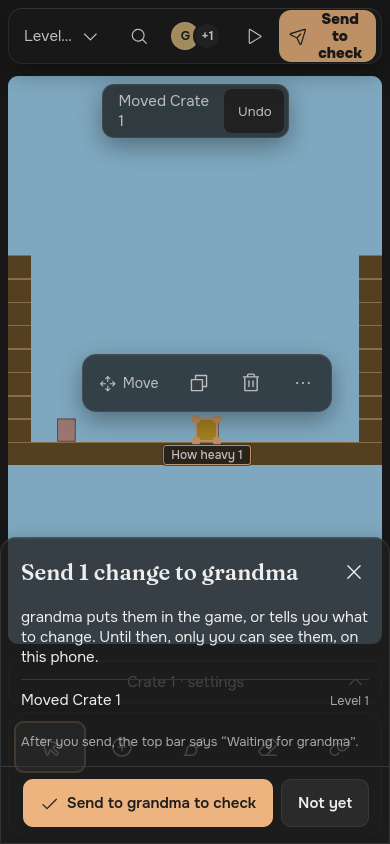 Level...
G
+1
Send
to
check
Moved Crate
1
Undo
Move
How heavy 1
Send 1 change to grandma
grandma puts them in the game, or tells you what
to change. Until then, only you can see them, on
this phone.
Crate 1 · settings
Moved Crate 1
Level 1
After you send, the top bar says “Waiting for grandma”.
Send to grandma to check
Not yet